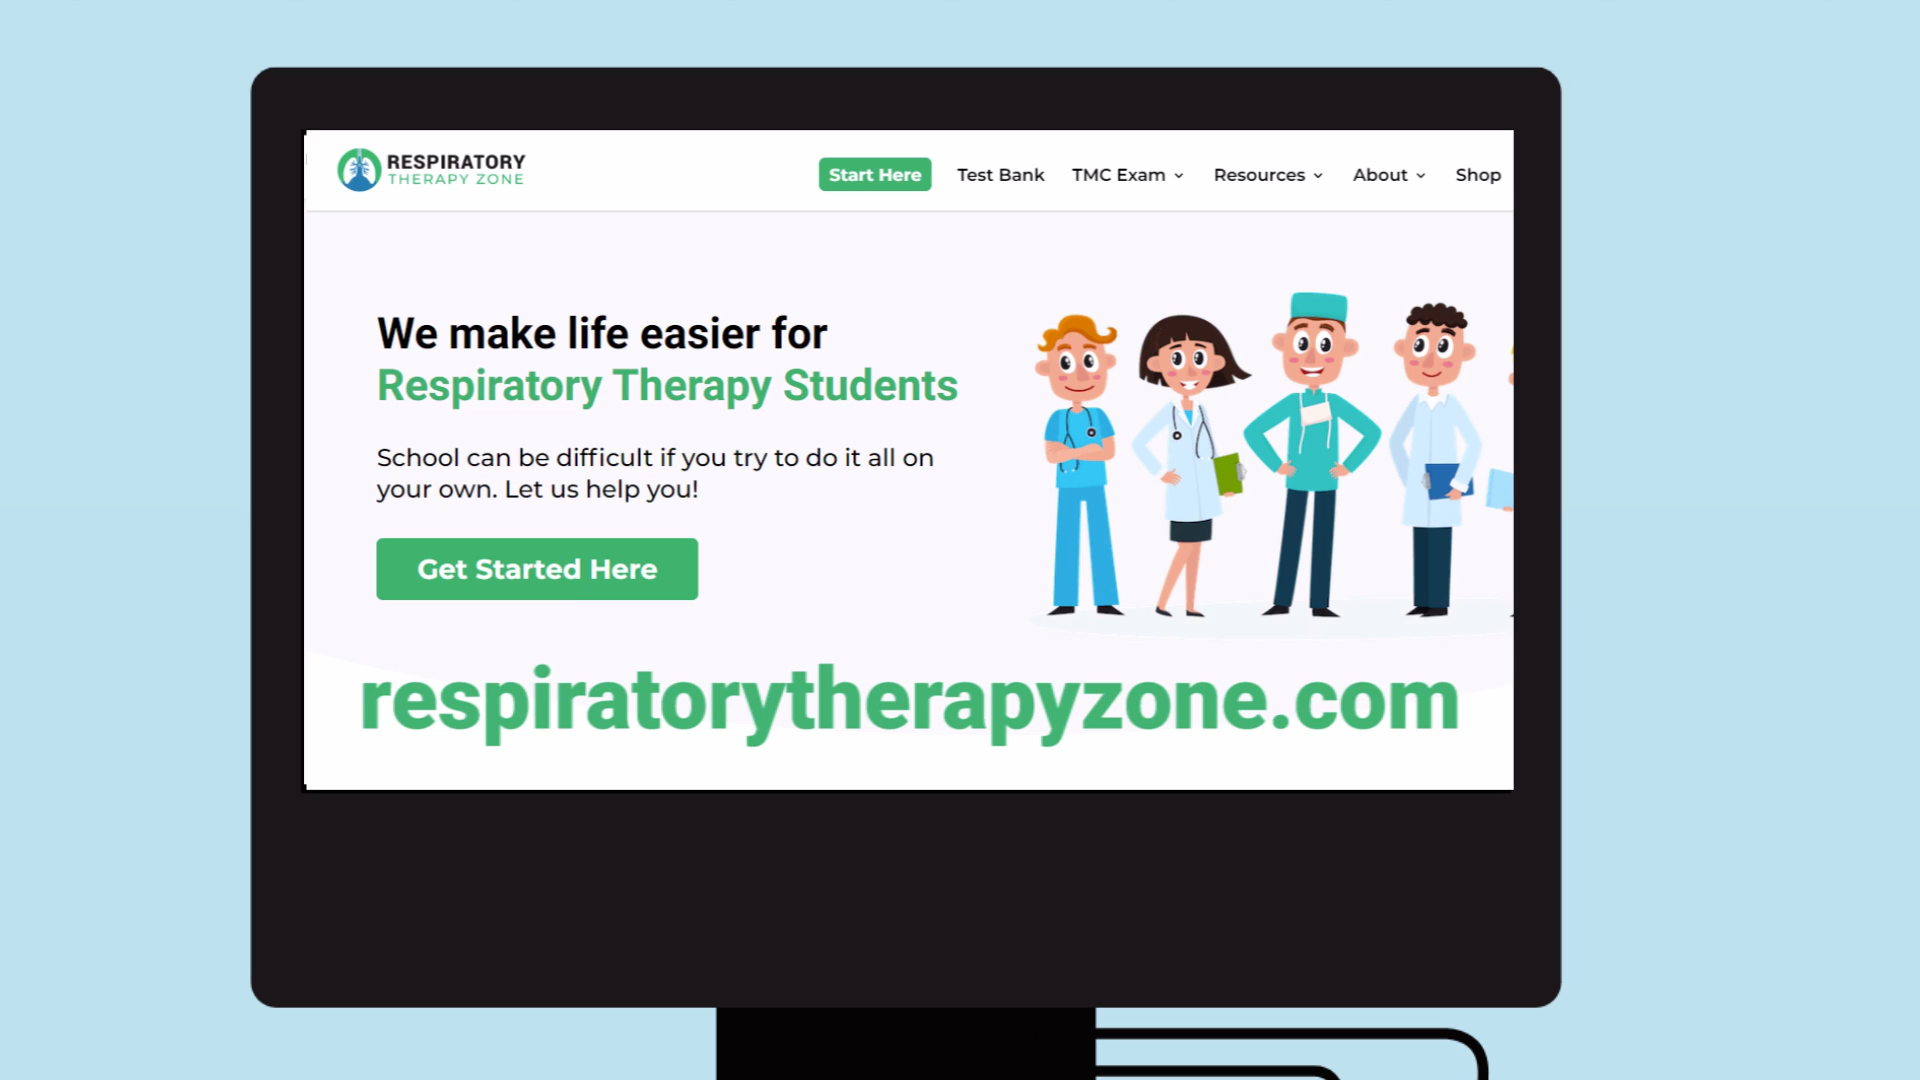 RESPIRATORY
THERAPY ZONE
Start Here
Test Bank
TMC Exam
Resources
About
Shop
We make life easier for
Respiratory Therapy Students
School can be difficult if you try to do it all on
your own. Let us help you!
Get Started Here
respiratorytherapyzone.com